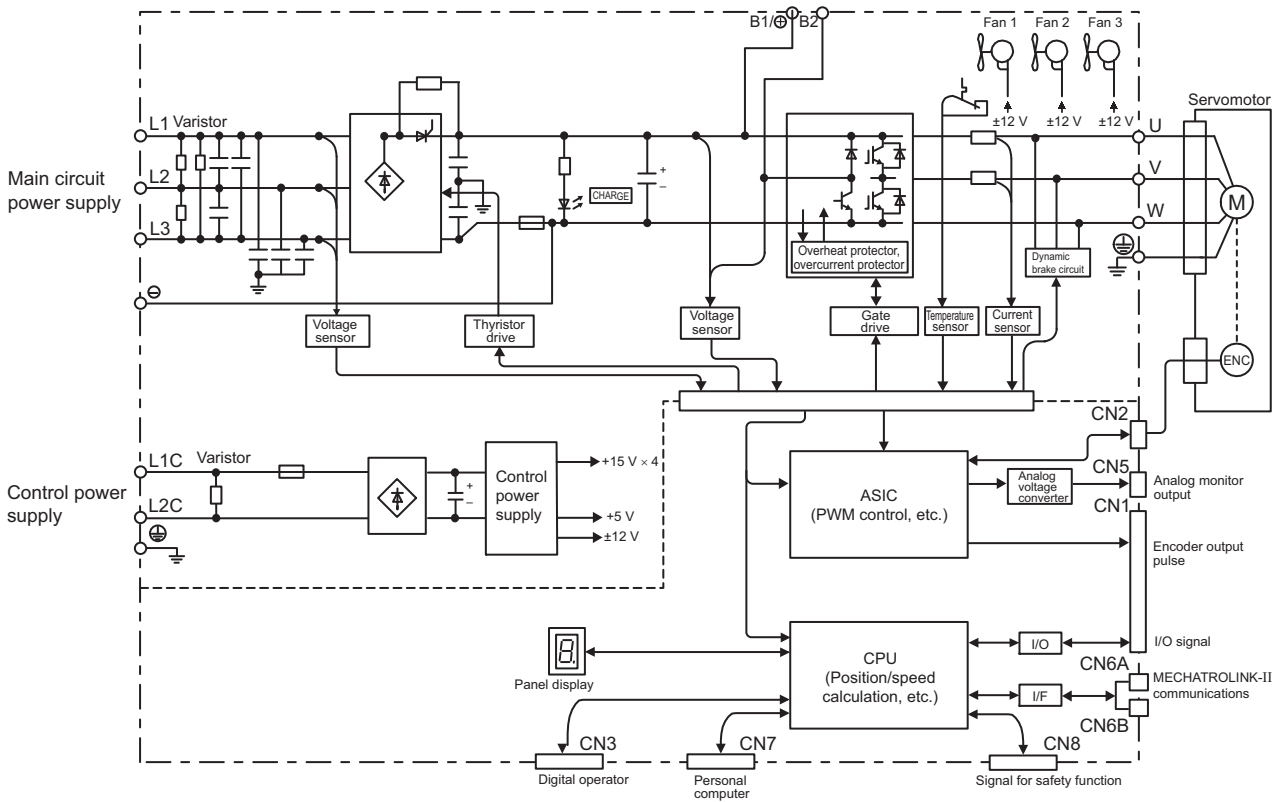 B1/⊕
B2
Fan 1
Fan 2
Fan 3
±12 V
±12 V
±12 V
Servomotor
L1
Varistor
L2
L3
Main circuit
power supply
+
–
CHARGE
Overheat protector,
overcurrent protector
U
V
W
M
Dynamic
brake circuit
⊖
Voltage
sensor
Thyristor
drive
Voltage
sensor
Gate
drive
Temperature
sensor
Current
sensor
ENC
CN2
L1C
Varistor
L2C
Control power
supply
+
–
Control
power
supply
+15 V × 4
+5 V
±12 V
ASIC
(PWM control, etc.)
Analog
voltage
converter
CN5
Analog monitor
output
CN1
Encoder output
pulse
I/O signal
CPU
(Position/speed
calculation, etc.)
I/O
I/F
CN6A
MECHATROLINK-II
communications
CN6B
8.
Panel display
CN3
Digital operator
CN7
Personal
computer
CN8
Signal for safety function